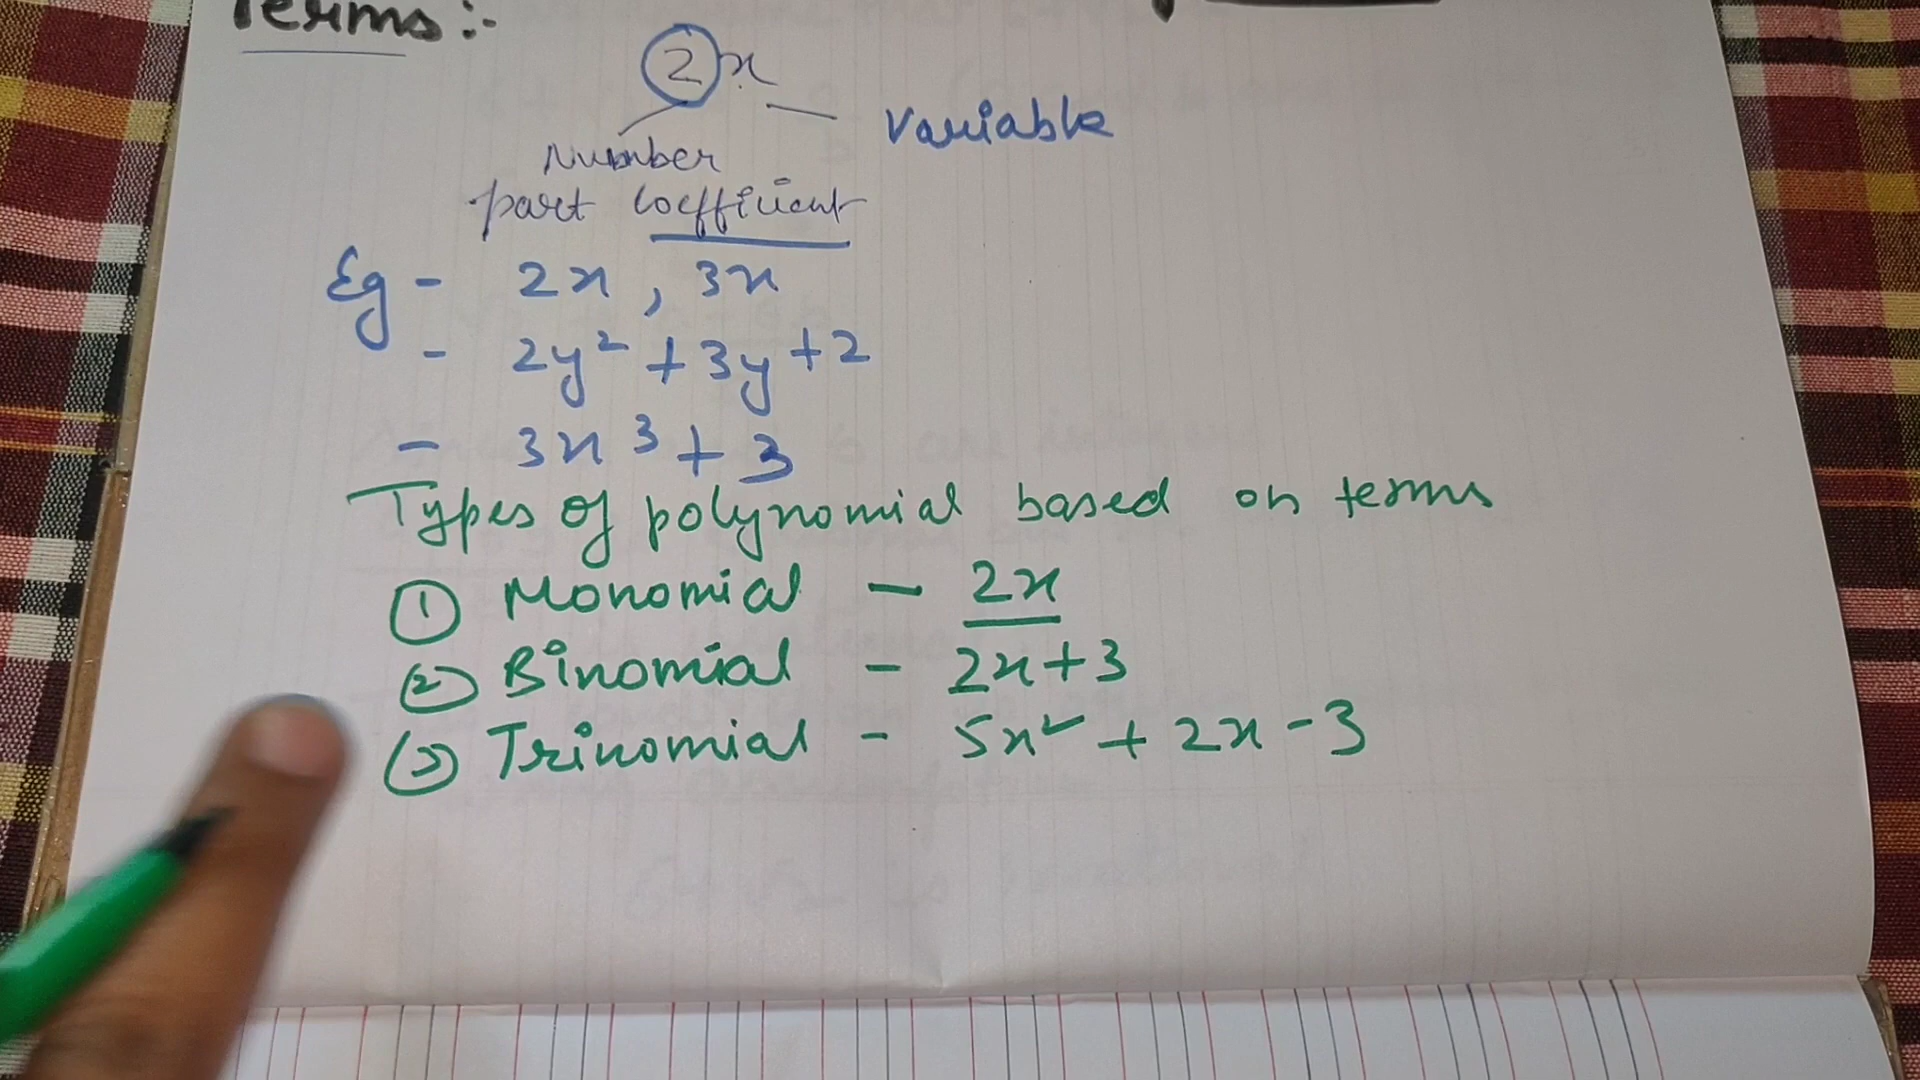 Terms :-
2x
Variable
Number
part coefficient
Eg - 2x, 3x
- 2y² + 3y + 2
- 3x³ + 3
Types of polynomial based on terms
① Monomial - 2x
② Binomial - 2x+3
③ Trinomial - 5x² + 2x - 3